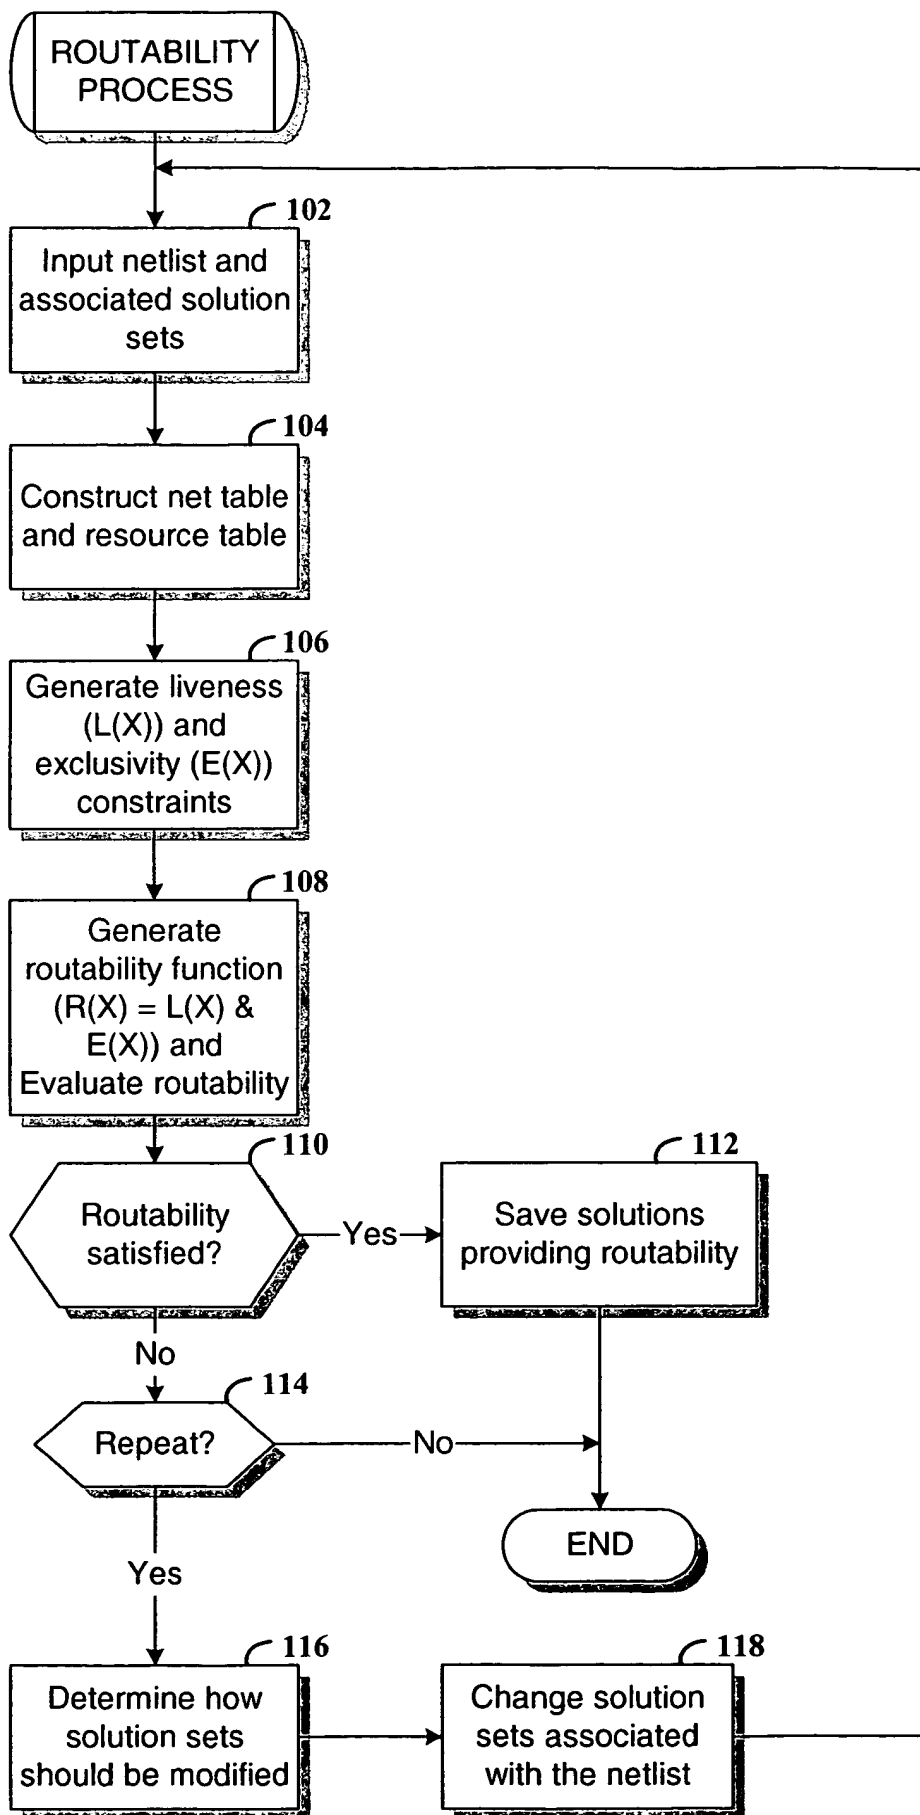 ROUTABILITY
PROCESS
102
Input netlist and
associated solution
sets
104
Construct net table
and resource table
106
Generate liveness
(L(X)) and
exclusivity (E(X))
constraints
108
Generate
routability function
(R(X) = L(X) &
E(X)) and
Evaluate routability
110
Routability
satisfied?
Yes
112
Save solutions
providing routability
No
114
Repeat?
No
END
Yes
116
Determine how
solution sets
should be modified
118
Change solution
sets associated
with the netlist